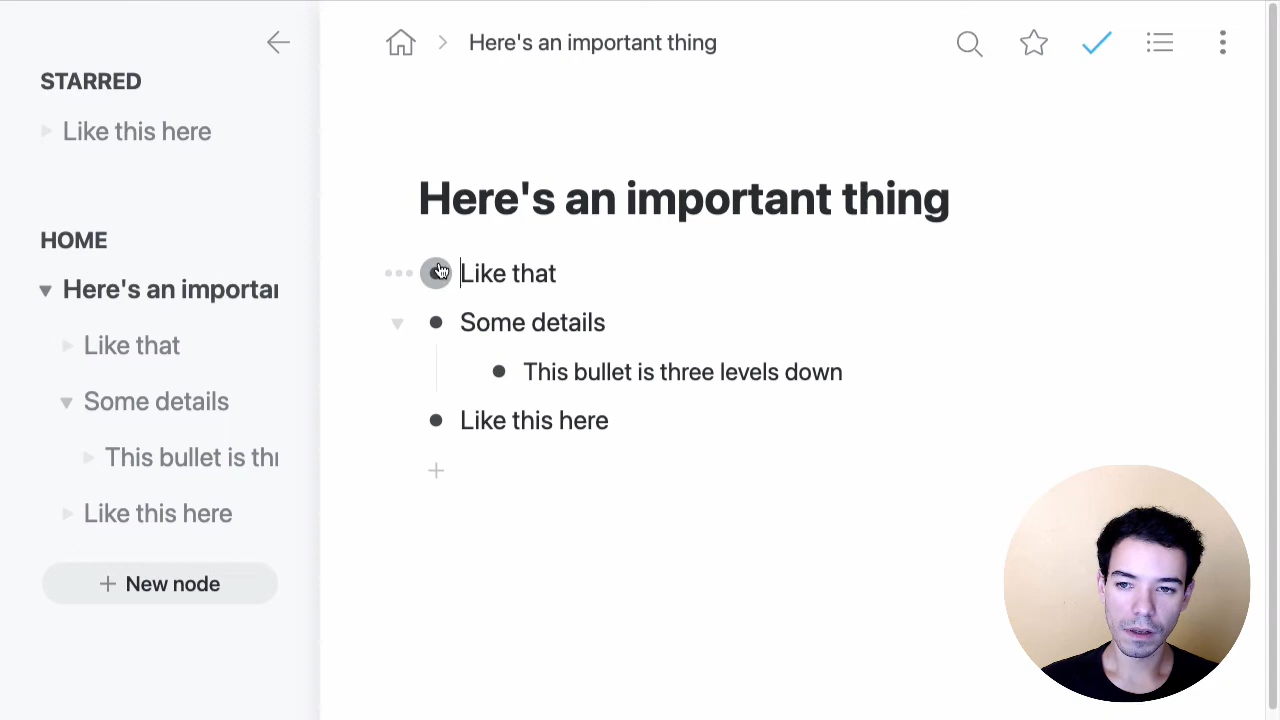 STARRED
Like this here
HOME
Here's an importan
Like that
Some details
This bullet is thr
Like this here
+ New node
Here's an important thing
Here's an important thing
Like that
Some details
This bullet is three levels down
Like this here